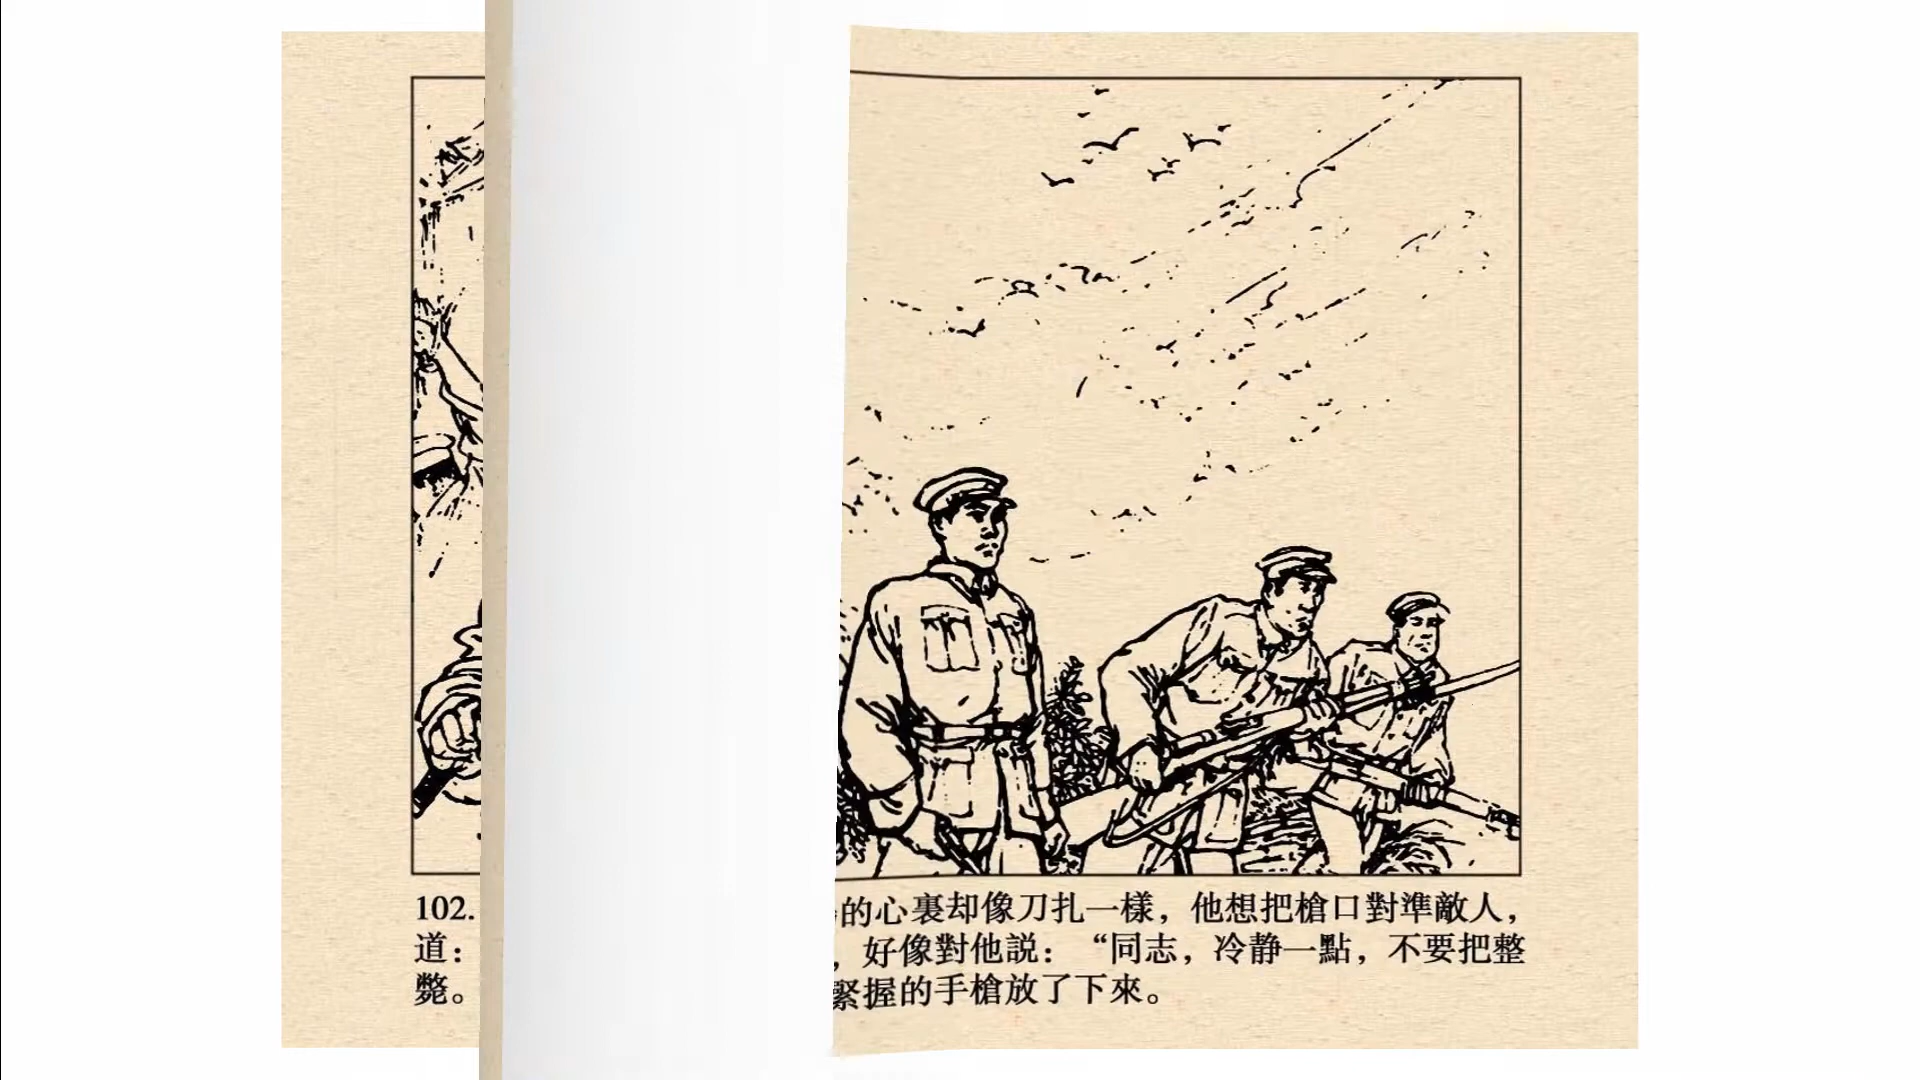 102.
道：
斃。
的心裏却像刀扎一樣，他想把槍口對準敵人，
，好像對他説：“同志，冷静一點，不要把整
緊握的手槍放了下來。